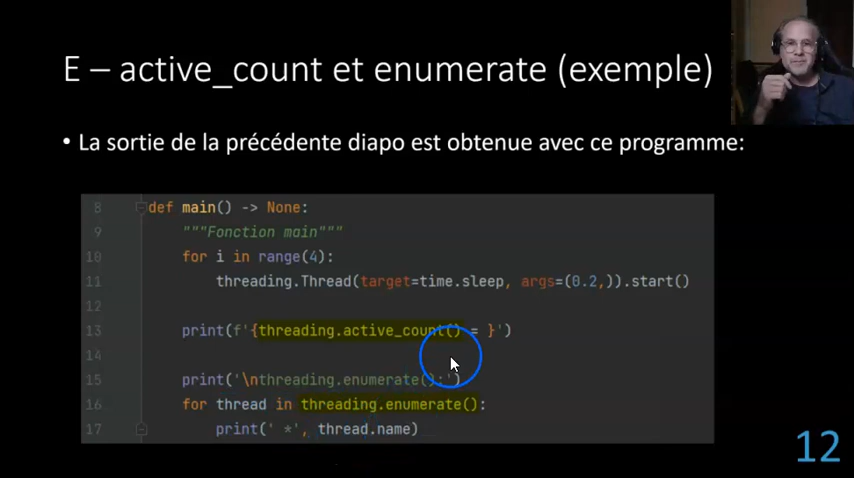 E – active_count et enumerate (exemple)
• La sortie de la précédente diapo est obtenue avec ce programme:
8 def main() -> None:
9 """Fonction main"""
10 for i in range(4):
11 threading.Thread(target=time.sleep, args=(0.2,)).start()
12
13 print(f'{threading.active_count() = }')
14
15 print('\nthreading.enumerate():')
16 for thread in threading.enumerate():
17 print(' *', thread.name)
12